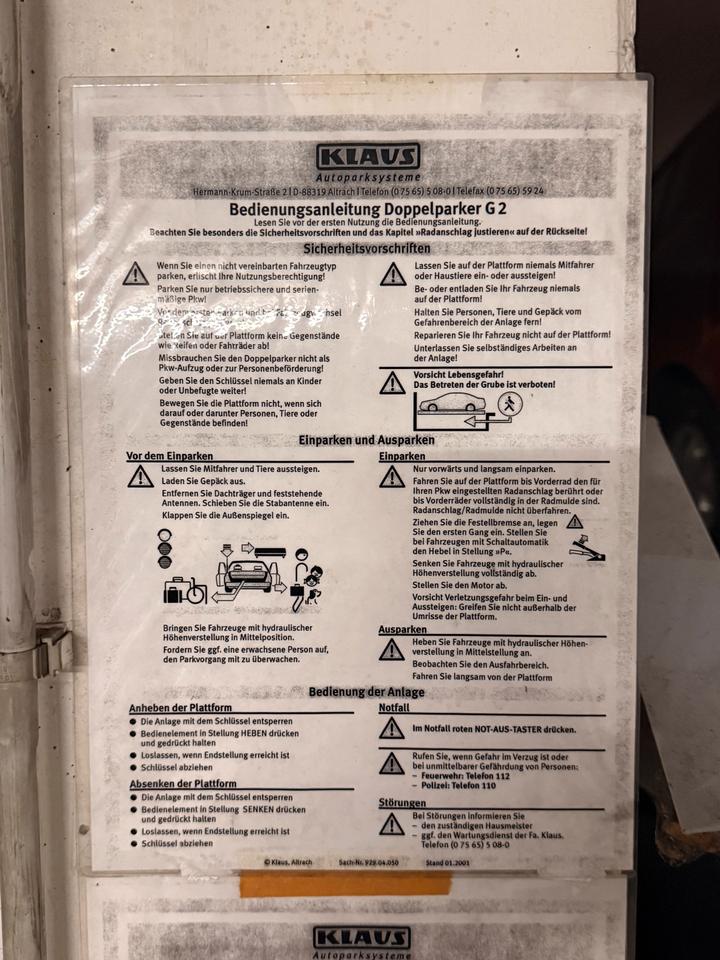 KLAUS
Autoparksysteme
Hermann-Krum-Straße 2 | D-88319 Aitrach | Telefon (0 75 65) 5 08-0 | Telefax (0 75 65) 59 24
Bedienungsanleitung Doppelparker G 2
Lesen Sie vor der ersten Nutzung die Bedienungsanleitung.
Beachten Sie besonders die Sicherheitsvorschriften und das Kapitel »Radanschlag justieren« auf der Rückseite!
Sicherheitsvorschriften
Wenn Sie einen nicht vereinbarten Fahrzeugtyp
parken, erlischt Ihre Nutzungsberechtigung!
Parken Sie nur betriebssichere und serien-
mäßige Pkw!
Vor dem ersten Parken und
Stellen Sie auf der Plattform keine Gegenstände
wie Reifen oder Fahräder ab!
Missbrauchen Sie den Doppelparker nicht als
Pkw-Aufzug oder zur Personenbeförderung!
Geben Sie den Schlüssel niemals an Kinder
oder Unbefugte weiter!
Bewegen Sie die Plattform nicht, wenn sich
darauf oder darunter Personen, Tiere oder
Gegenstände befinden!
Lassen Sie auf der Plattform niemals Mitfahrer
oder Haustiere ein- oder aussteigen!
Be- oder entladen Sie Ihr Fahrzeug niemals
auf der Plattform!
Halten Sie Personen, Tiere und Gepäck vom
Gefahrenbereich der Anlage fern!
Reparieren Sie Ihr Fahrzeug nicht auf der Plattform!
Unterlassen Sie selbständiges Arbeiten an
der Anlage!
Vorsicht Lebensgefahr!
Das Betreten der Grube ist verboten!
Einparken und Ausparken
Vor dem Einparken
Lassen Sie Mitfahrer und Tiere aussteigen.
Laden Sie Gepäck aus.
Entfernen Sie Dachträger und feststehende
Antennen. Schieben Sie die Stabantenne ein.
Klappen Sie die Außenspiegel ein.
Bringen Sie Fahrzeuge mit hydraulischer
Höhenverstellung in Mittelposition.
Fordern Sie ggf. eine erwachsene Person auf,
den Parkvorgang mit zu überwachen.
Einparken
Nur vorwärts und langsam einparken.
Fahren Sie auf der Plattform bis Vorderrad den für
Ihren Pkw eingestellten Radanschlag berührt oder
bis Vorderräder vollständig in der Radmulde sind.
Radanschlag/Radmulde nicht überfahren.
Ziehen Sie die Festellbremse an, legen
Sie den ersten Gang ein. Stellen Sie
bei Fahrzeugen mit Schaltautomatik
den Hebel in Stellung »P«.
Senken Sie Fahrzeuge mit hydraulischer
Höhenverstellung vollständig ab.
Stellen Sie den Motor ab.
Vorsicht Verletzungsgefahr beim Ein- und
Aussteigen: Greifen Sie nicht außerhalb der
Umrisse der Plattform.
Ausparken
Heben Sie Fahrzeuge mit hydraulischer Höhen-
verstellung in Mittelstellung an.
Beobachten Sie den Ausfahrbereich.
Fahren Sie langsam von der Plattform
Bedienung der Anlage
Anheben der Plattform
● Die Anlage mit dem Schlüssel entsperren
● Bedienelement in Stellung HEBEN drücken
und gedrückt halten
● Loslassen, wenn Endstellung erreicht ist
● Schlüssel abziehen
Absenken der Plattform
● Die Anlage mit dem Schlüssel entsperren
● Bedienelement in Stellung SENKEN drücken
und gedrückt halten
● Loslassen, wenn Endstellung erreicht ist
● Schlüssel abziehen
Notfall
Im Notfall roten NOT-AUS-TASTER drücken.
Rufen Sie, wenn Gefahr im Verzug ist oder
bei unmittelbarer Gefährdung von Personen:
– Feuerwehr: Telefon 112
– Polizei: Telefon 110
Störungen
Bei Störungen informieren Sie
– den zuständigen Hausmeister
– ggf. den Wartungsdienst der Fa. Klaus.
Telefon (0 75 65) 5 08-0
© Klaus, Aitrach Sach-Nr. 929.04.050 Stand 01.2001
KLAUS
Autoparksysteme